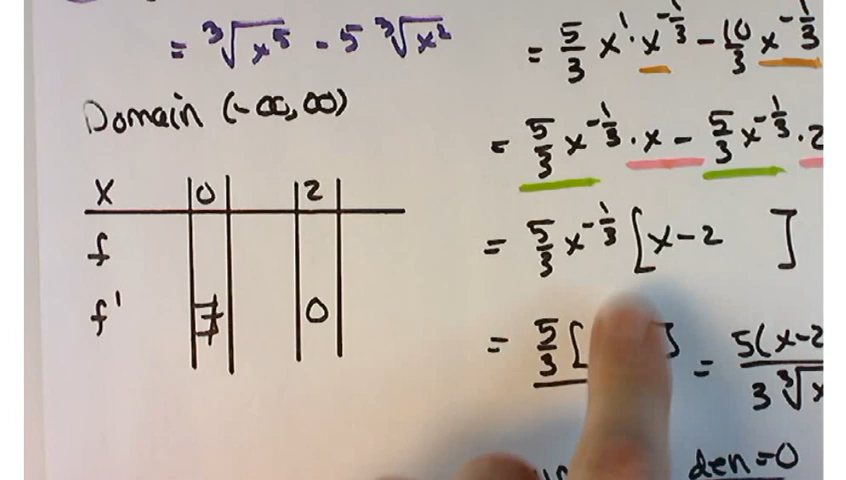 = ∛x⁵ - 5 ∛x²
Domain (-∞,∞)
x 0 2
f
f' ∄ 0
= 5/3 x¹ · x^(-1/3) - 10/3 x^(-1/3)
= 5/3 x^(-1/3) · x - 5/3 x^(-1/3) · 2
= 5/3 x^(-1/3) [x-2 ]
= 5/3 [ ] = 5(x-2 / 3 ∛x
den=0